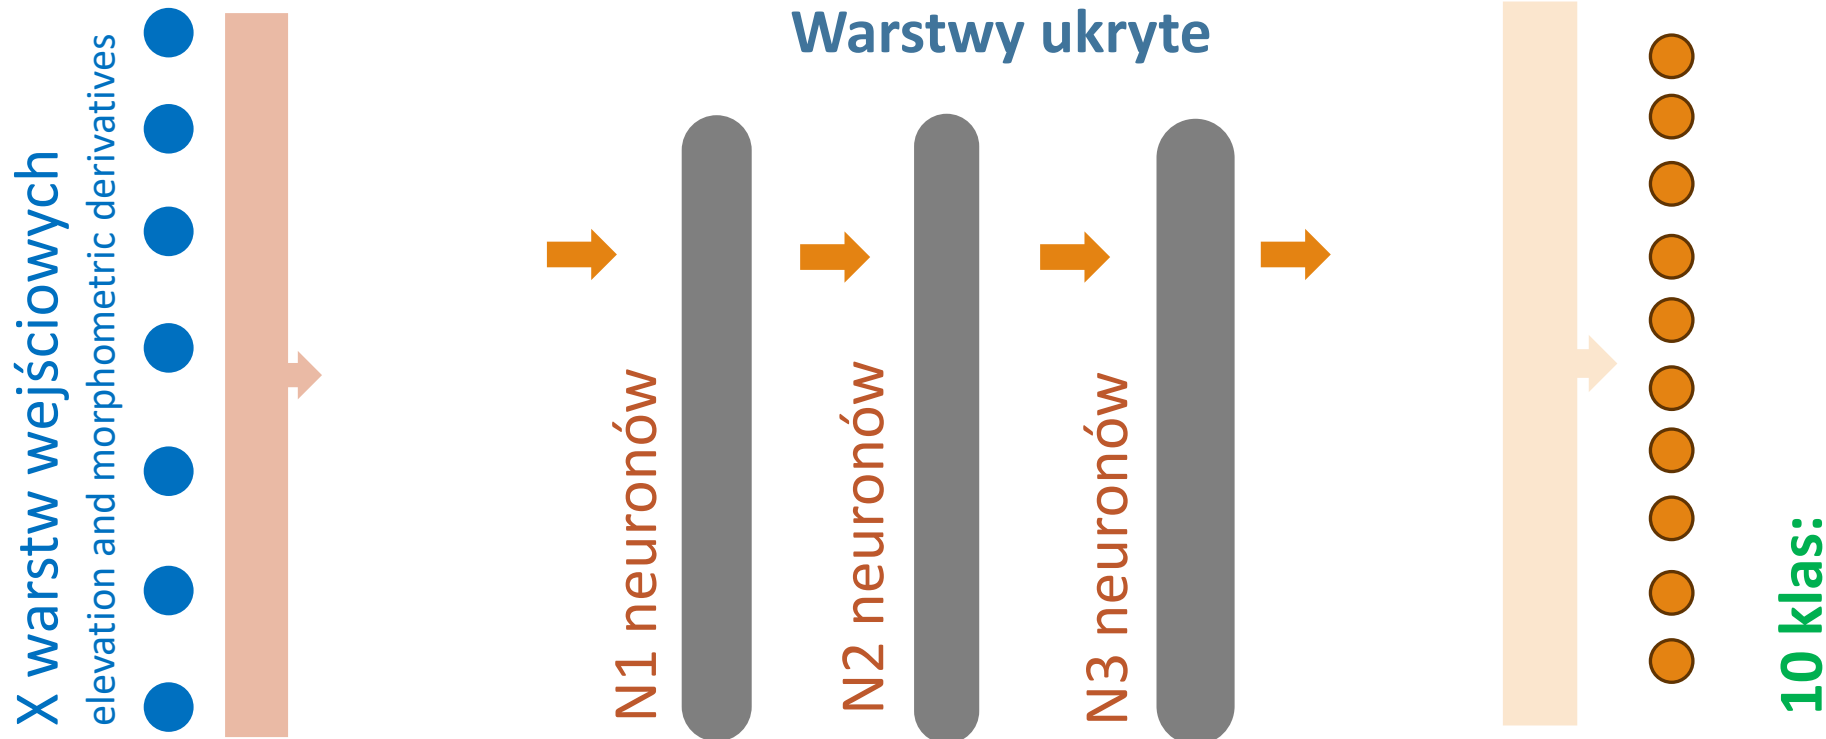 X warstw wejściowych
elevation and morphometric derivatives
Warstwy ukryte
N1 neuronów
N2 neuronów
N3 neuronów
10 klas: